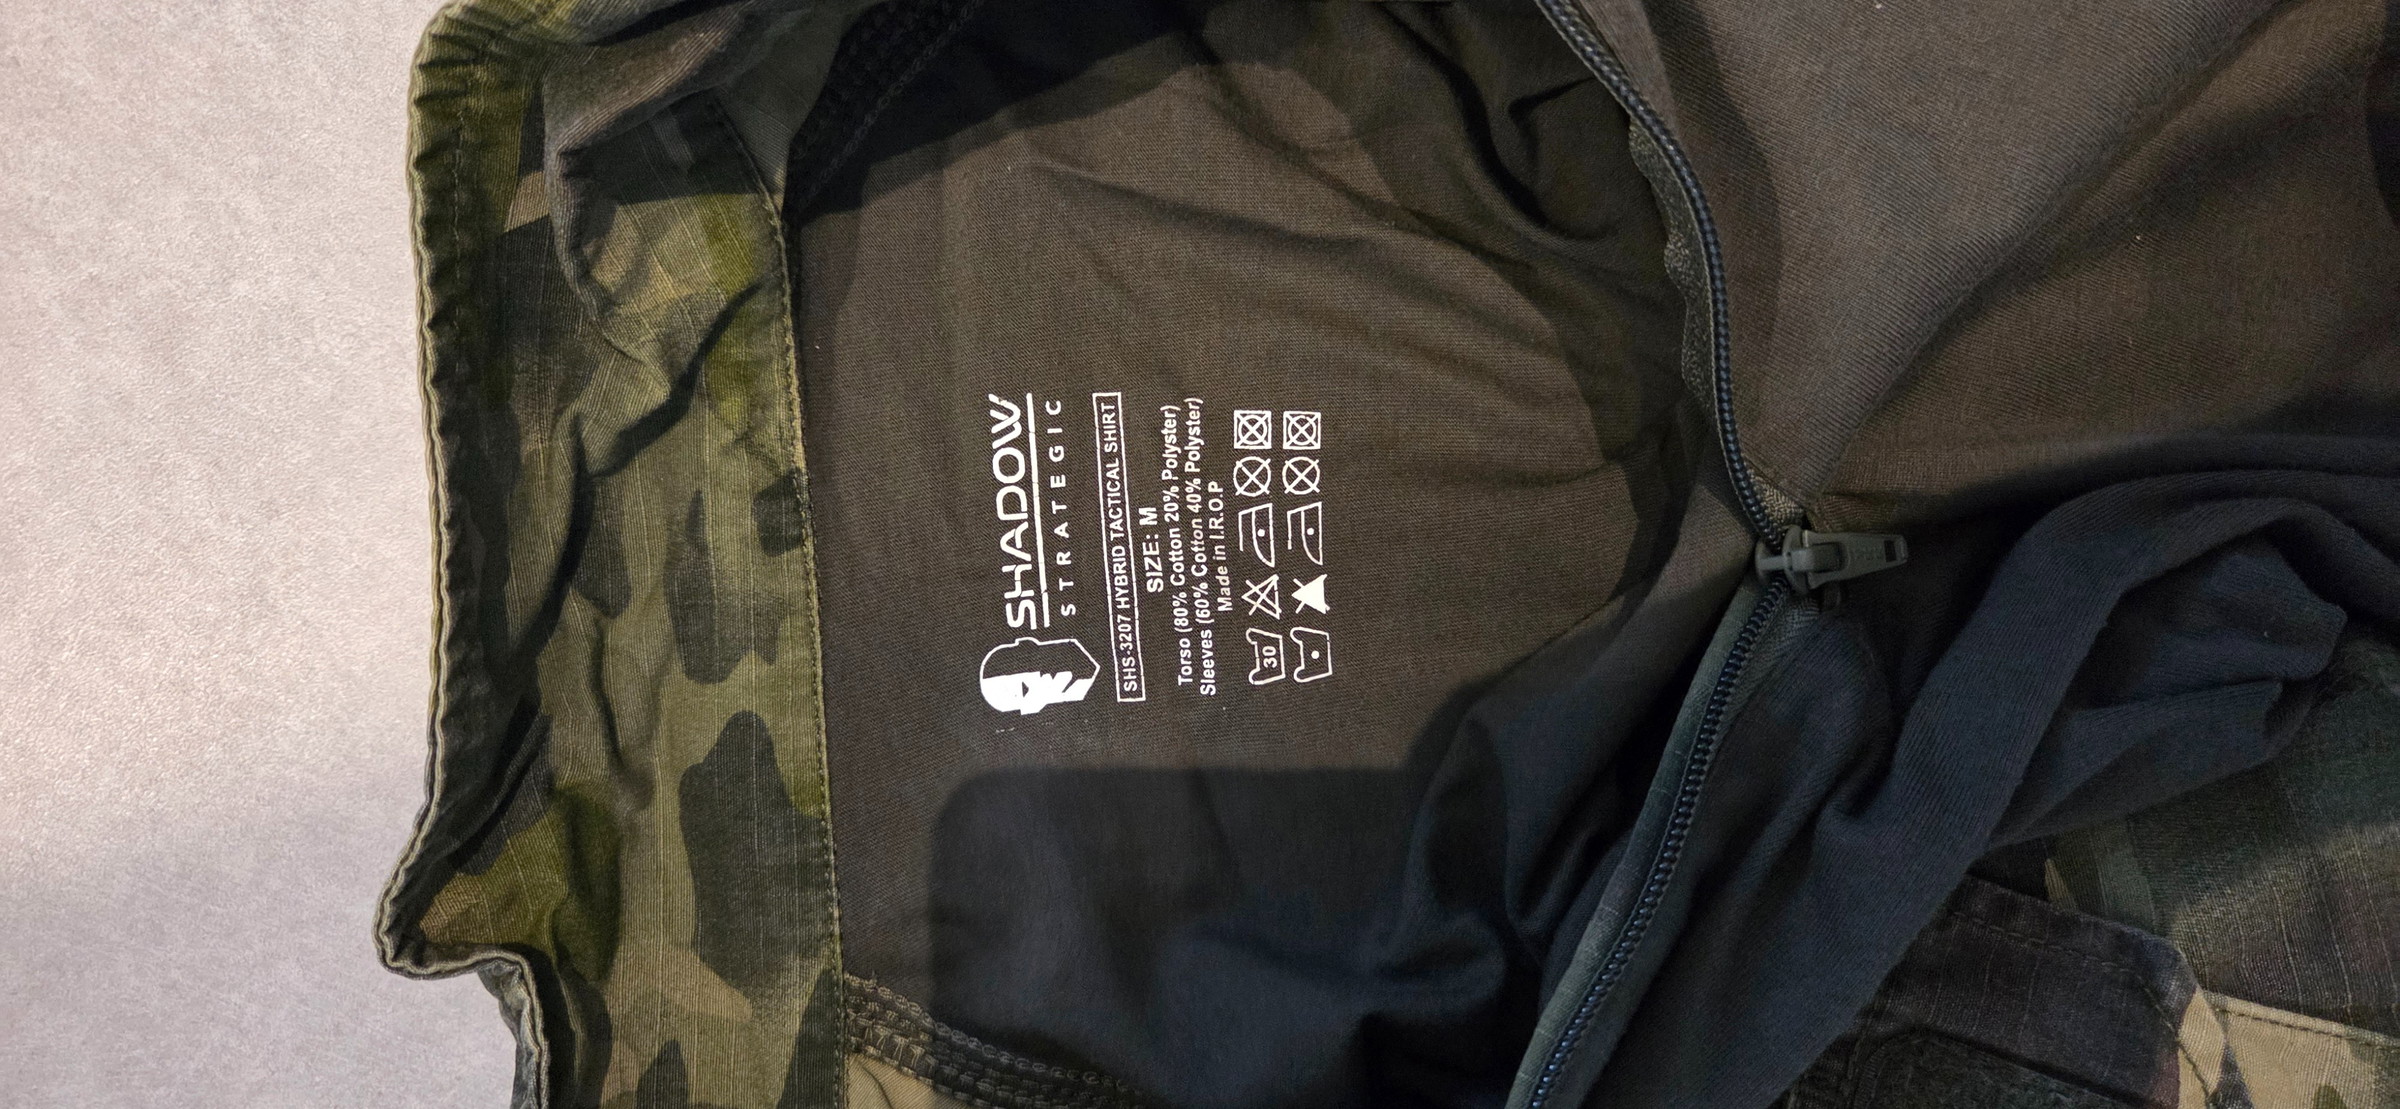 SHADOW
STRATEGIC
SHS-3207 HYBRID TACTICAL SHIRT
SIZE: M
Torso (80% Cotton 20% Polyster)
Sleeves (60% Cotton 40% Polyster)
Made in I.R.O.P
30